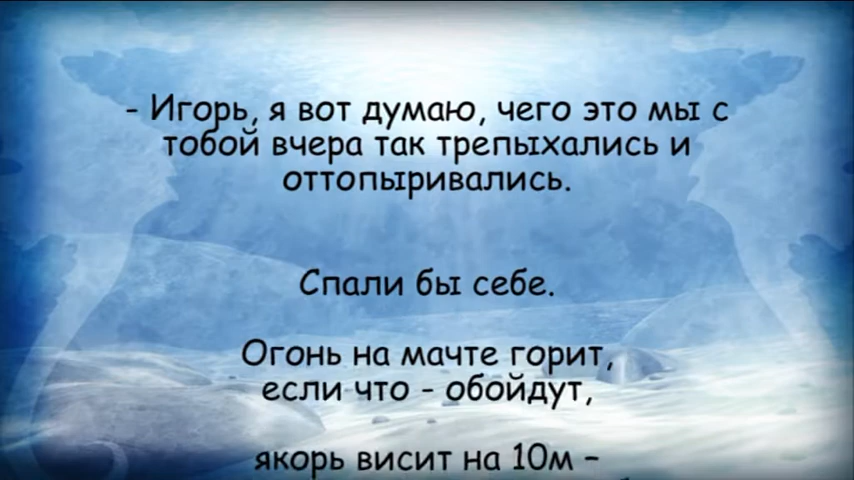 - Игорь, я вот думаю, чего это мы с
тобой вчера так трепыхались и
оттопыривались.
Спали бы себе.
Огонь на мачте горит,
если что - обойдут,
якорь висит на 10м –